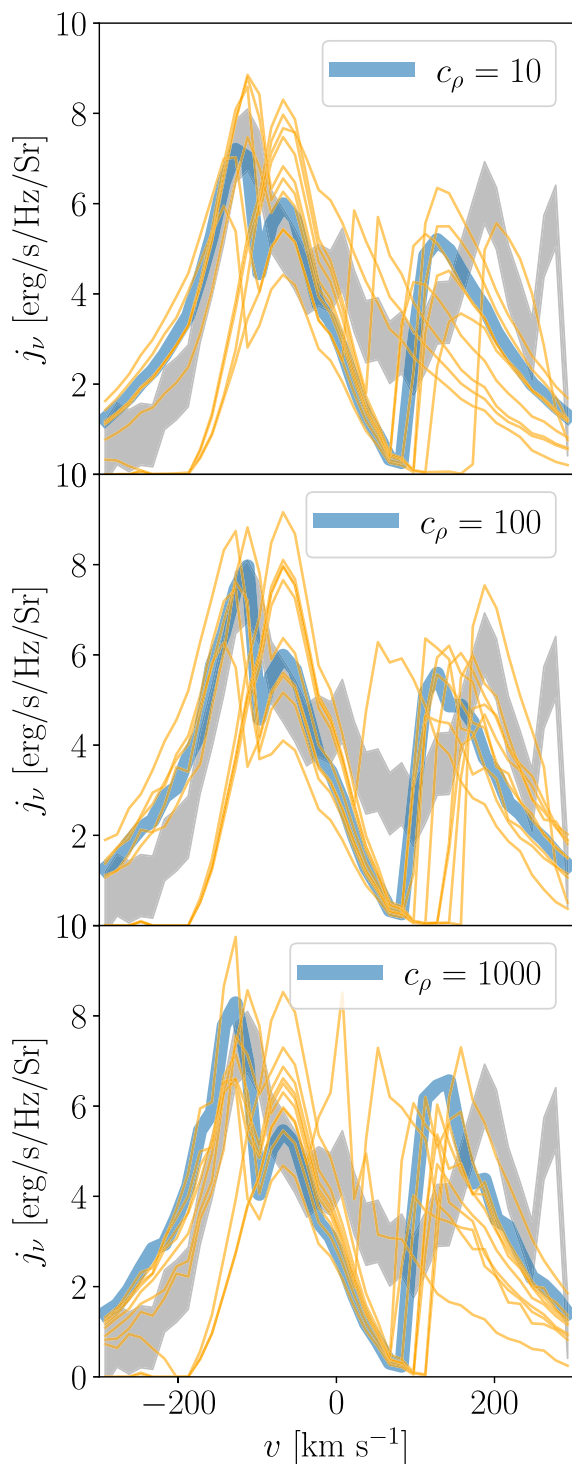 10
8
6
4
2
j_ν [erg/s/Hz/Sr]
c_ρ = 10
10
8
6
4
2
j_ν [erg/s/Hz/Sr]
c_ρ = 100
10
8
6
4
2
0
j_ν [erg/s/Hz/Sr]
c_ρ = 1000
−200 0 200
v [km s⁻¹]